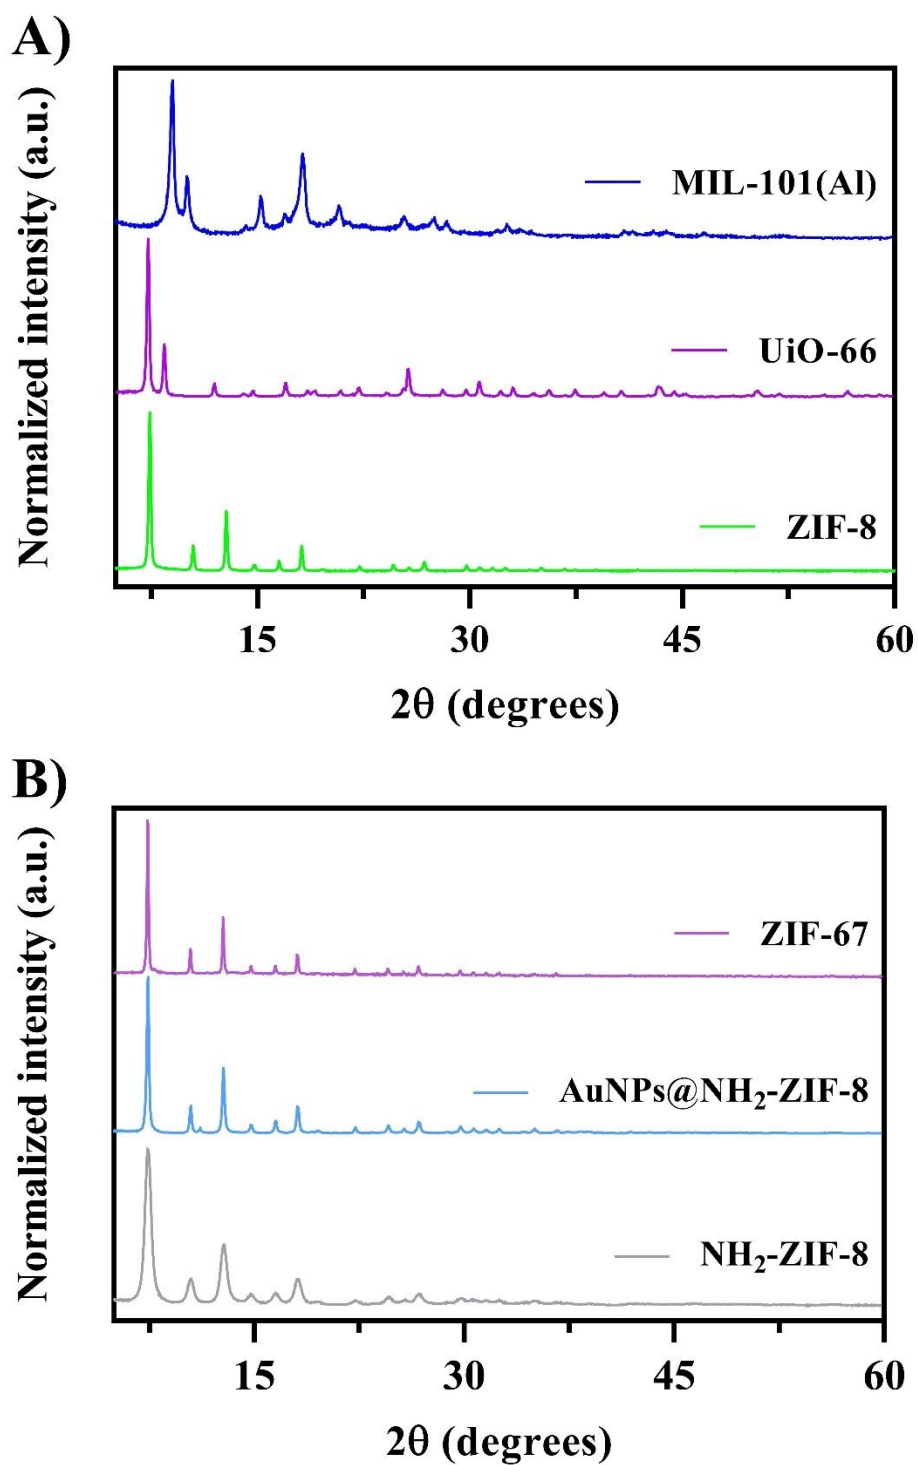 A)
Normalized intensity (a.u.)
MIL-101(Al)
UiO-66
ZIF-8
15 30 45 60
2θ (degrees)
B)
Normalized intensity (a.u.)
ZIF-67
AuNPs@NH₂-ZIF-8
NH₂-ZIF-8
15 30 45 60
2θ (degrees)